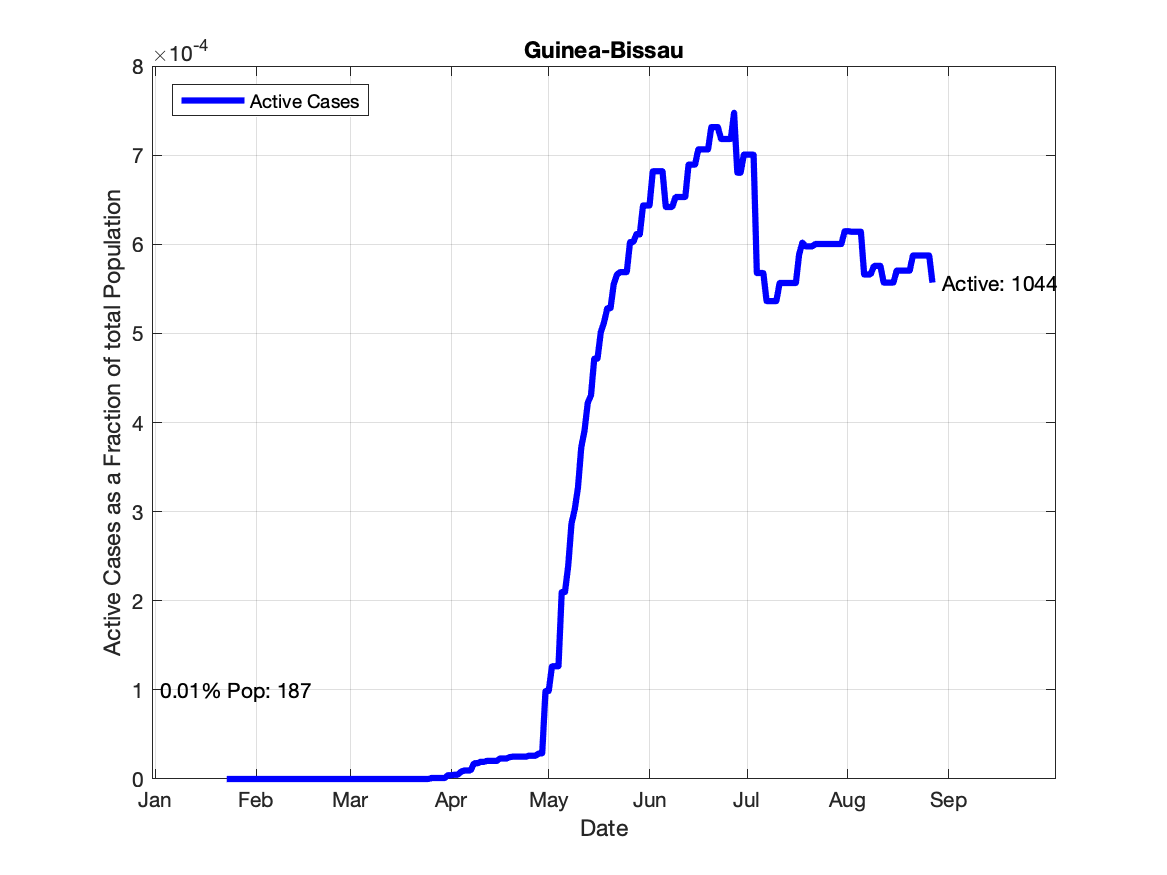 Guinea-Bissau
×10-4
Active Cases
8
7
6
5
4
3
2
1
0
Active Cases as a Fraction of total Population
Active: 1044
0.01% Pop: 187
Jan Feb Mar Apr May Jun Jul Aug Sep
Date